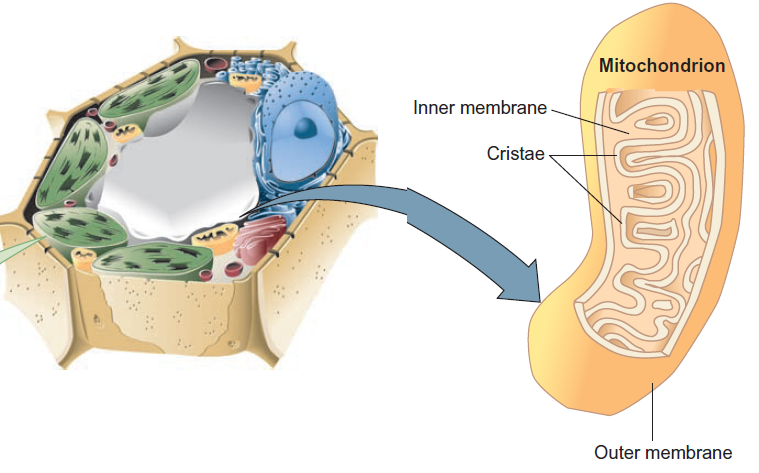 Mitochondrion
Inner membrane
Cristae
Outer membrane